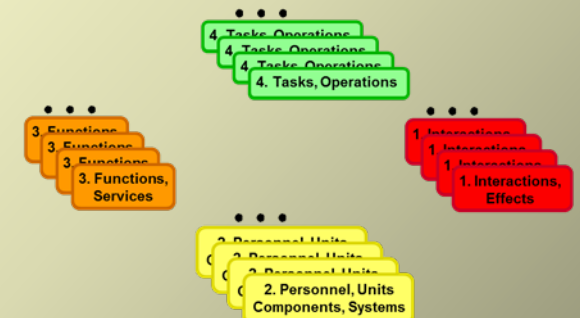 4. Tasks, Operations
4. Tasks, Operations
4. Tasks, Operations
4. Tasks, Operations
3. Functions,
3. Functions,
3. Functions,
3. Functions,
Services
1. Interactions,
1. Interactions,
1. Interactions,
1. Interactions,
Effects
2. Personnel, Units
2. Personnel, Units
2. Personnel, Units
2. Personnel, Units
Components, Systems